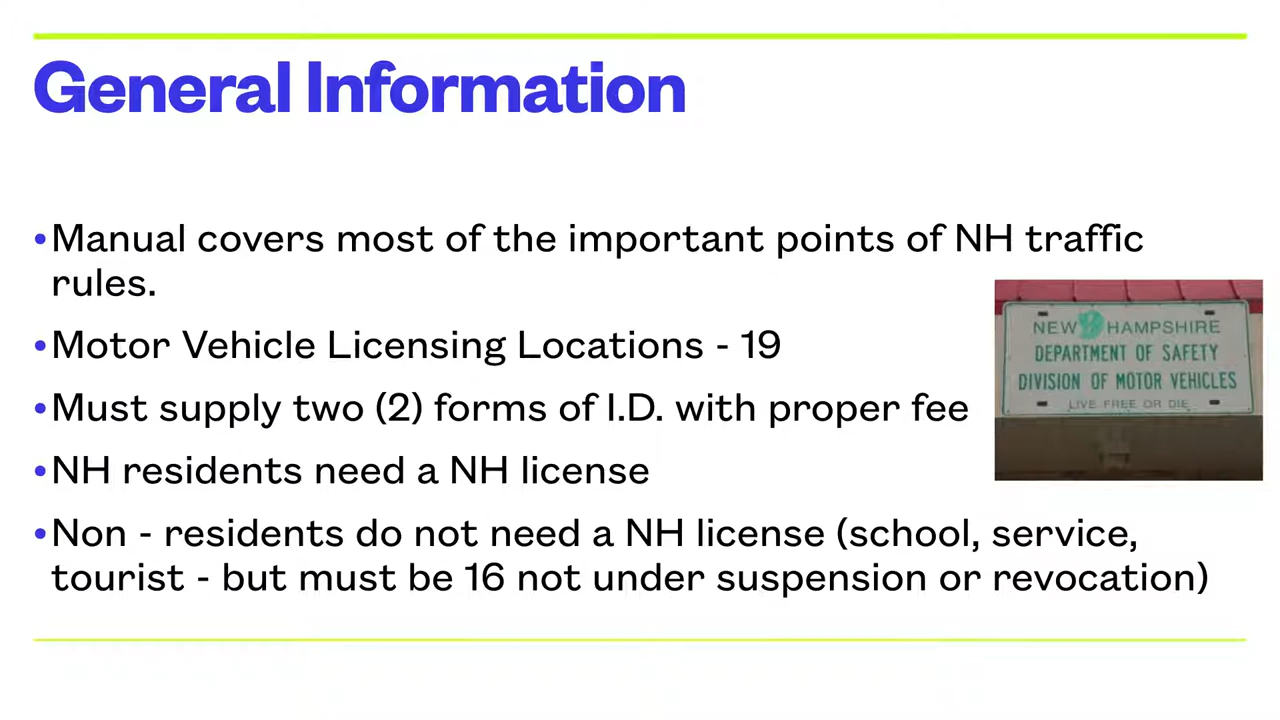 General Information
•Manual covers most of the important points of NH traffic
rules.
•Motor Vehicle Licensing Locations - 19
•Must supply two (2) forms of I.D. with proper fee
•NH residents need a NH license
•Non - residents do not need a NH license (school, service,
tourist - but must be 16 not under suspension or revocation)
NEW HAMPSHIRE
DEPARTMENT OF SAFETY
DIVISION OF MOTOR VEHICLES
LIVE FREE OR DIE